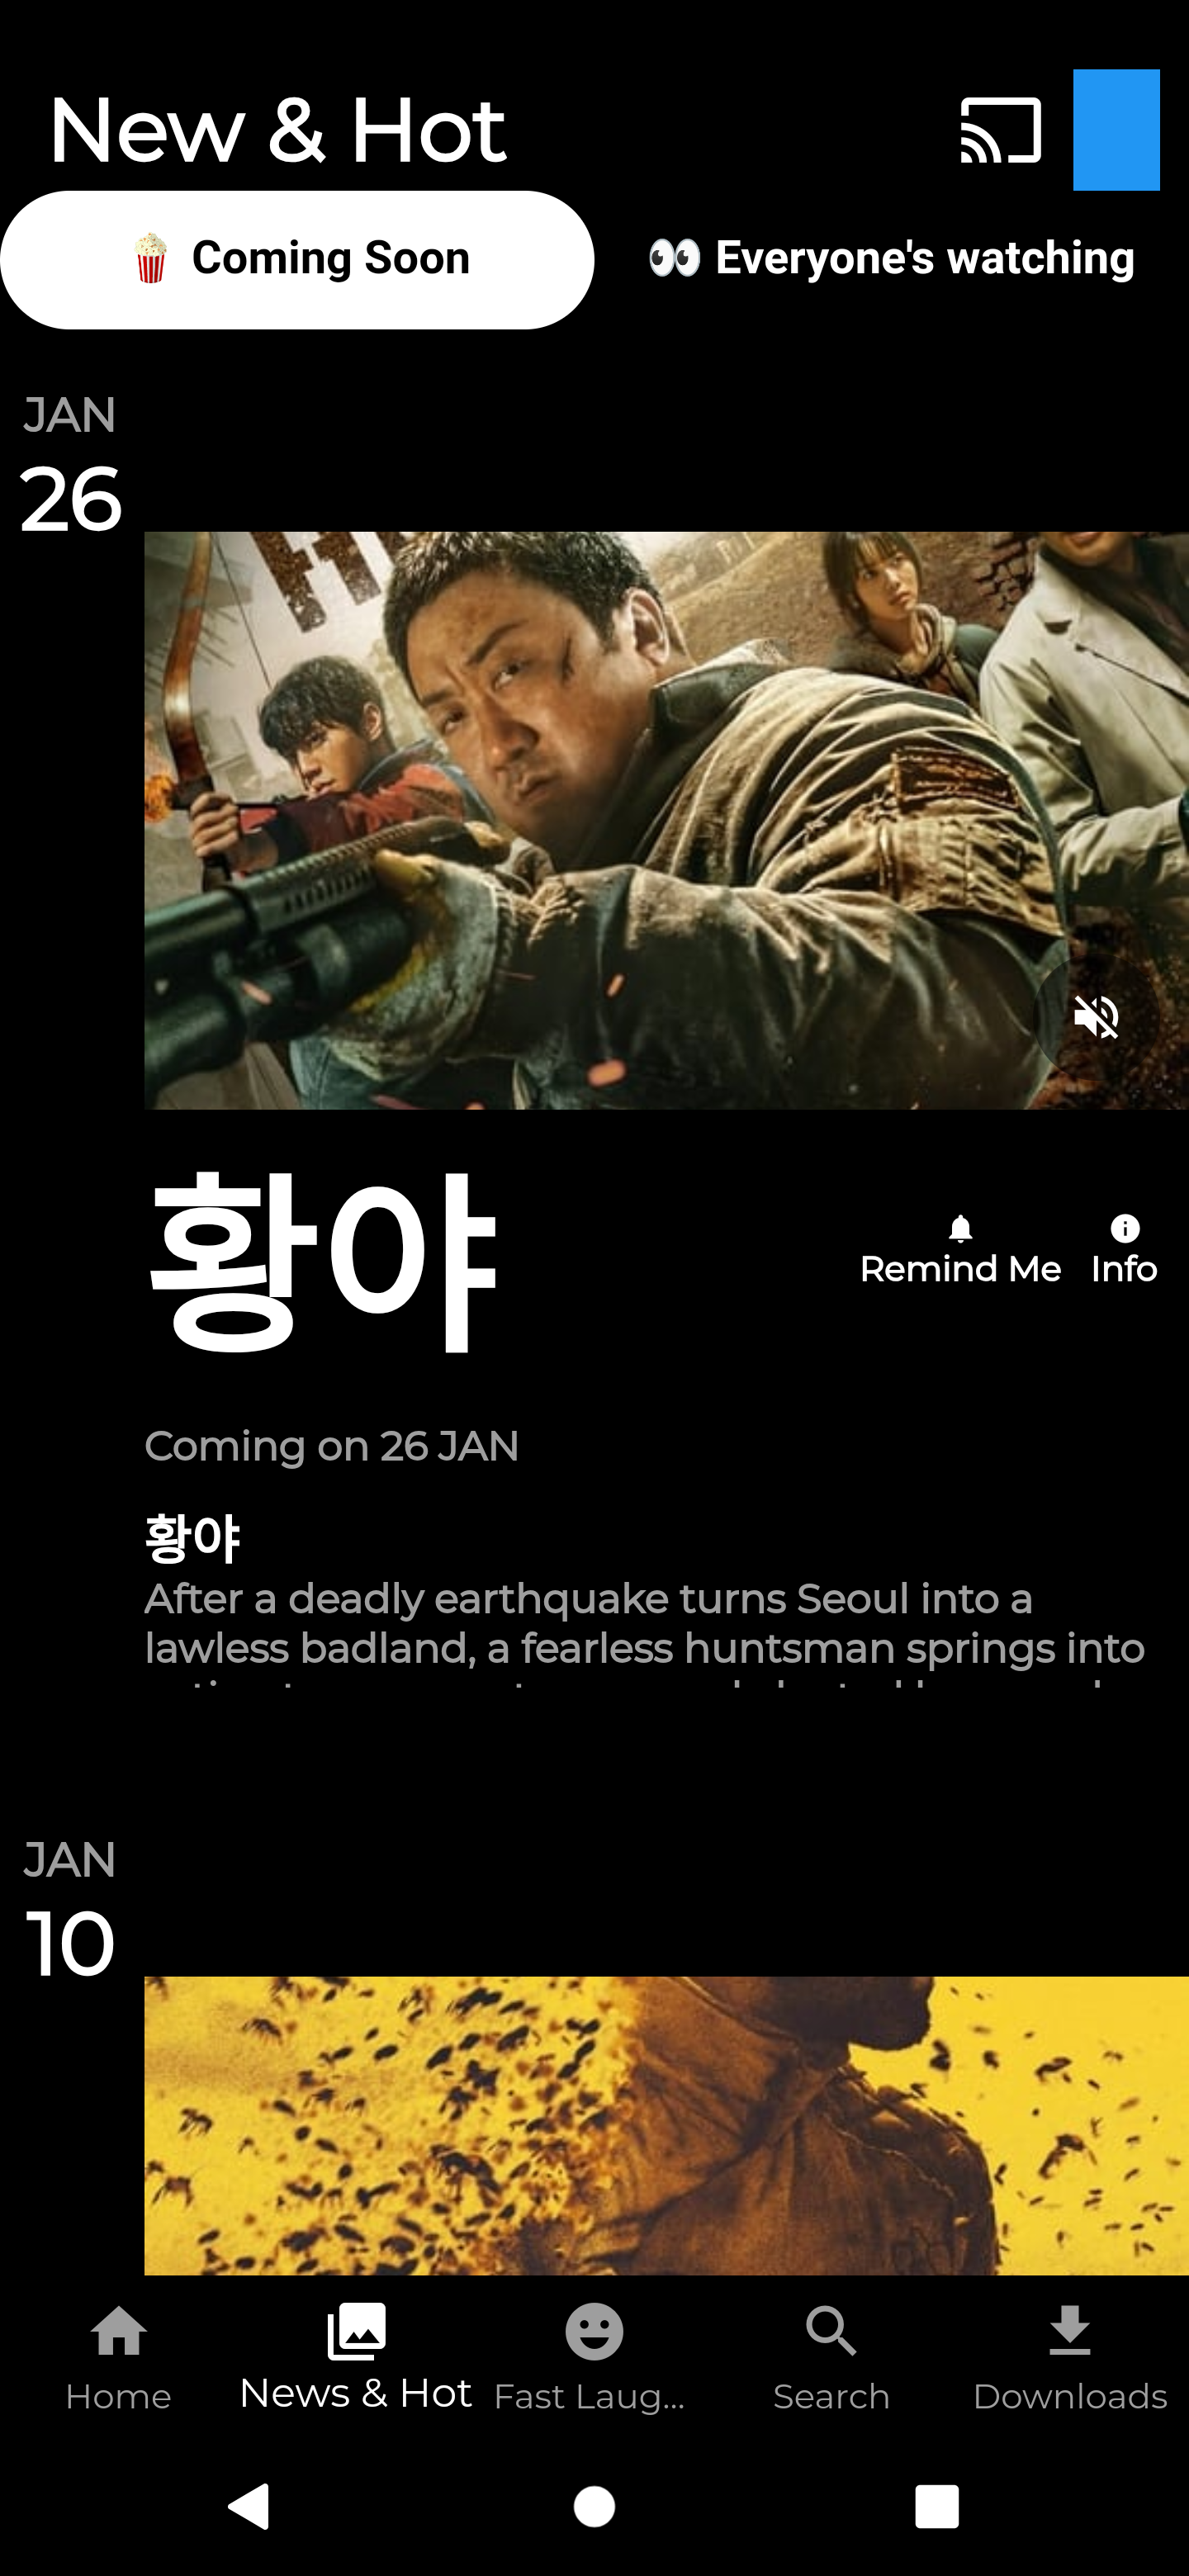 New & Hot
🍿 Coming Soon
👀 Everyone's watching
JAN
26
황야
Remind Me
Info
Coming on 26 JAN
황야
After a deadly earthquake turns Seoul into a
lawless badland, a fearless huntsman springs into
JAN
10
Home
News & Hot
Fast Laug...
Search
Downloads